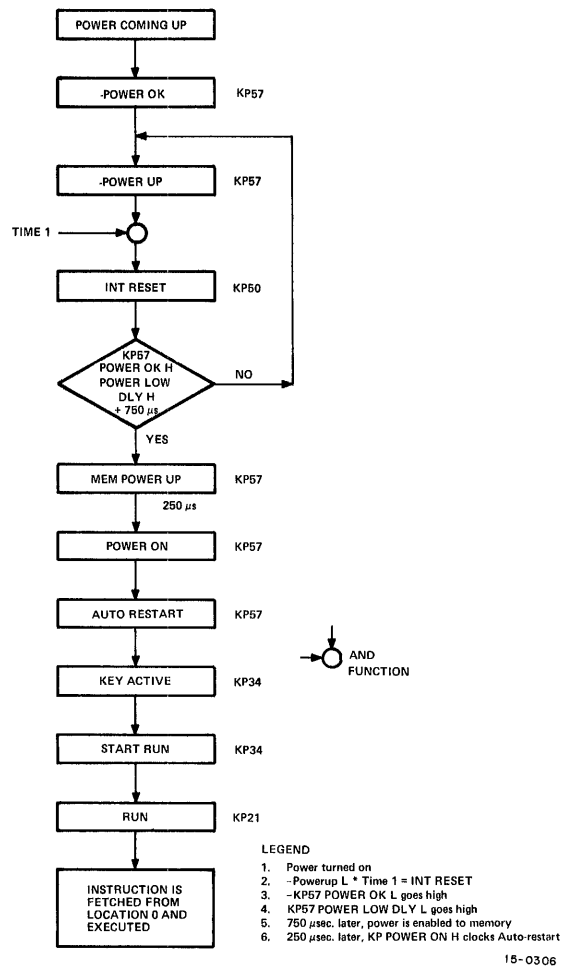 POWER COMING UP
-POWER OK KP57
-POWER UP KP57
TIME 1
INT RESET KP50
KP57
POWER OK H
POWER LOW
DLY H
+ 750 µs
NO
YES
MEM POWER UP KP57
250 µs
POWER ON KP57
AUTO RESTART KP57
AND
FUNCTION
KEY ACTIVE KP34
START RUN KP34
RUN KP21
INSTRUCTION IS
FETCHED FROM
LOCATION 0 AND
EXECUTED
LEGEND
1. Power turned on
2. -Powerup L * Time 1 = INT RESET
3. -KP57 POWER OK L goes high
4. KP57 POWER LOW DLY L goes high
5. 750 µsec. later, power is enabled to memory
6. 250 µsec. later, KP POWER ON H clocks Auto-restart
15-0306